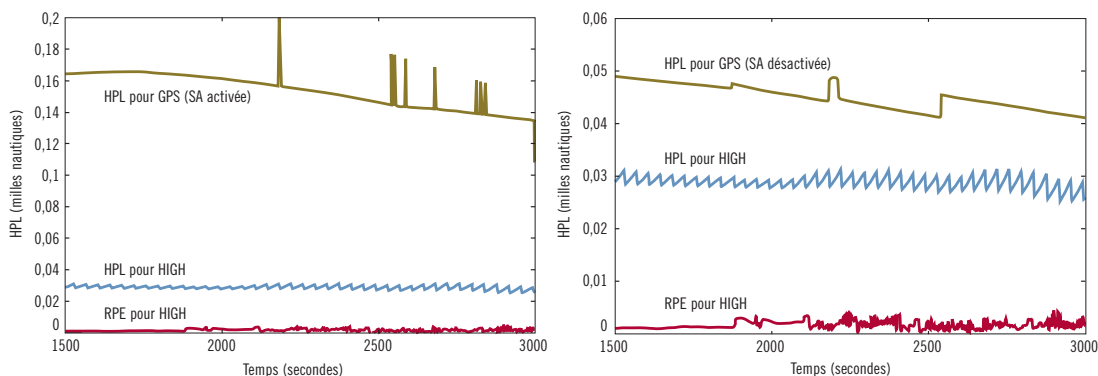 0,2
0,18
0,16
0,14
0,12
0,1
0,08
0,06
0,04
0,02
0
HPL (milles nautiques)
HPL pour GPS (SA activée)
HPL pour HIGH
RPE pour HIGH
1500
2000
2500
3000
Temps (secondes)
0,06
0,05
0,04
0,03
0,02
0,01
0
HPL (milles nautiques)
HPL pour GPS (SA désactivée)
HPL pour HIGH
RPE pour HIGH
1500
2000
2500
3000
Temps (secondes)